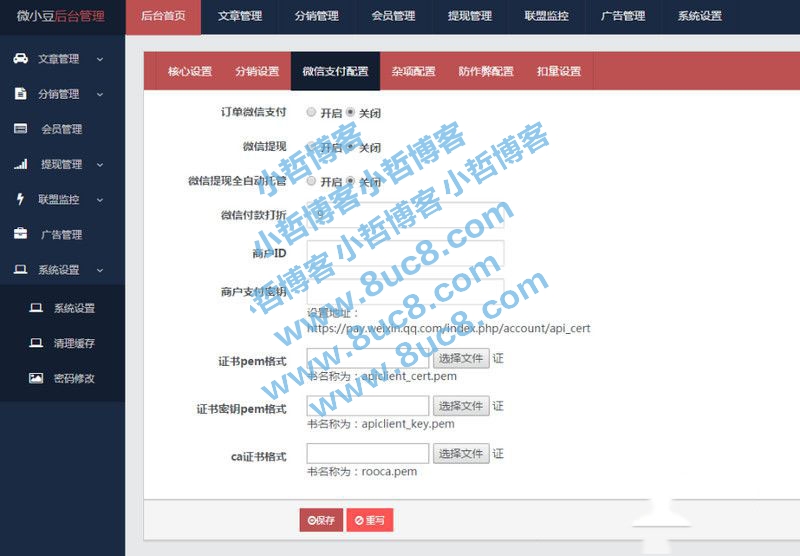 微小豆后台管理 后台首页 文章管理 分销管理 会员管理 提现管理 联盟监控 广告管理 系统设置
文章管理
分销管理
会员管理
提现管理
联盟监控
广告管理
系统设置
系统设置
清理缓存
密码修改
核心设置 分销设置 微信支付配置 杂项配置 防作弊配置 扣量设置
订单微信支付 开启 关闭
微信提现 开启 关闭
微信提现全自动托管 开启 关闭
微信付款打折 9
商户ID
商户支付密钥
设置地址:
https://pay.weixin.qq.com/index.php/account/api_cert
证书pem格式 选择文件 证
书名称为:apiclient_cert.pem
证书密钥pem格式 选择文件 证
书名称为:apiclient_key.pem
ca证书格式 选择文件 证
书名称为:rooca.pem
保存 重写
小哲博客小哲博客小哲博客
小哲博客小哲博客小哲博客
www.8uc8.com
www.8uc8.com
www.8uc8.com